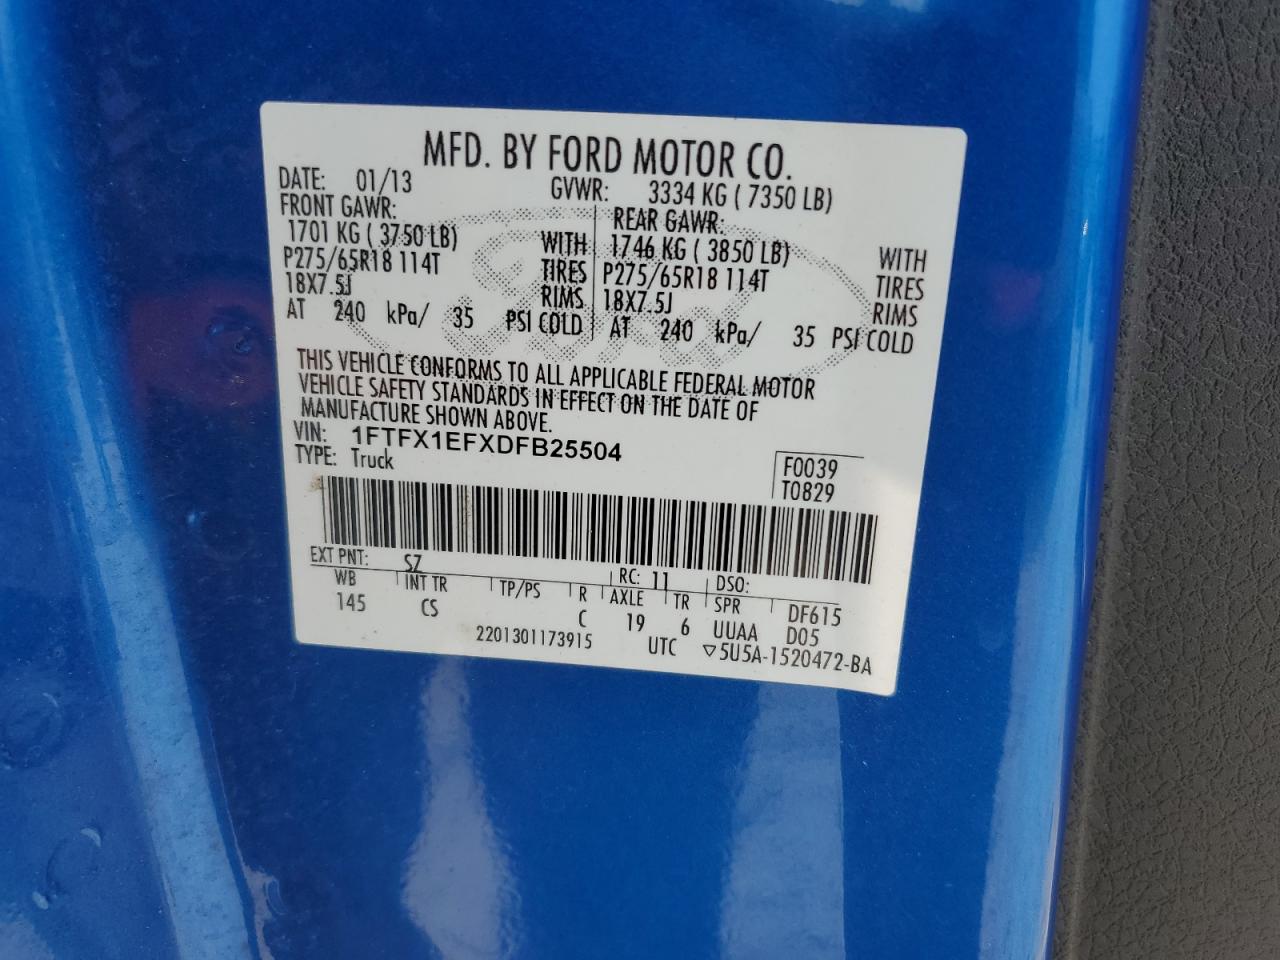 MFD. BY FORD MOTOR CO.
DATE: 01/13 GVWR: 3334 KG ( 7350 LB)
FRONT GAWR: REAR GAWR:
1701 KG ( 3750 LB) WITH 1746 KG ( 3850 LB) WITH
P275/65R18 114T TIRES P275/65R18 114T TIRES
18X7.5J RIMS 18X7.5J RIMS
AT 240 kPa/ 35 PSI COLD AT 240 kPa/ 35 PSI COLD
THIS VEHICLE CONFORMS TO ALL APPLICABLE FEDERAL MOTOR
VEHICLE SAFETY STANDARDS IN EFFECT ON THE DATE OF
MANUFACTURE SHOWN ABOVE.
VIN: 1FTFX1EFXDFB25504
TYPE: Truck
F0039
T0829
EXT PNT: SZ RC: 11 DSO:
WB INT TR TP/PS R AXLE TR SPR DF615
145 CS C 19 6 UUAA D05
2201301173915 UTC ▽5U5A-1520472-BA
Ford